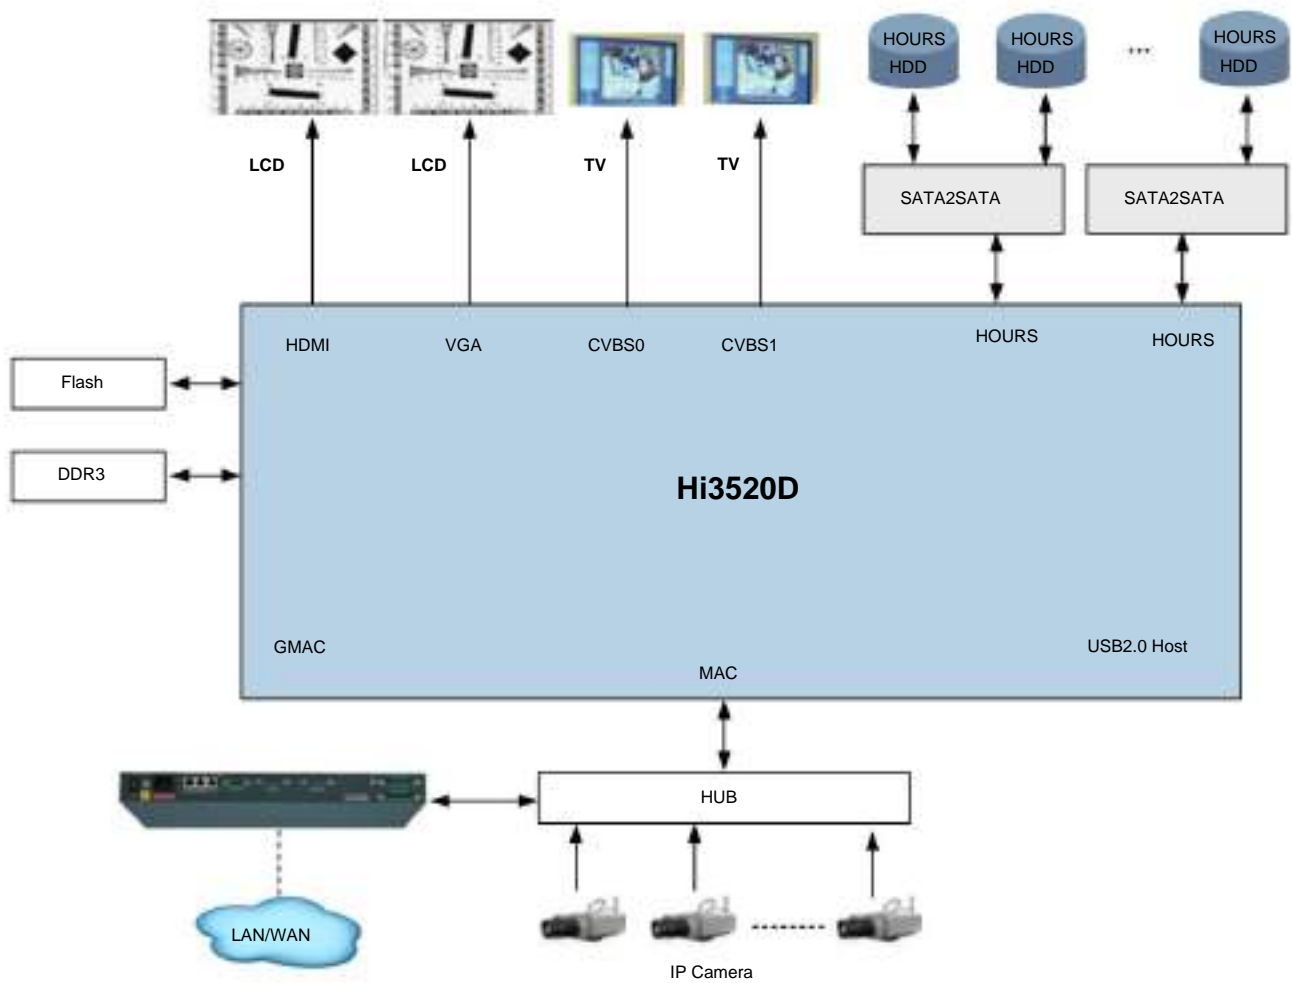 HOURS
HDD
HOURS
HDD
...
HOURS
HDD
LCD
LCD
TV
TV
SATA2SATA
SATA2SATA
HDMI
VGA
CVBS0
CVBS1
HOURS
HOURS
Flash
DDR3
Hi3520D
GMAC
USB2.0 Host
MAC
HUB
LAN/WAN
IP Camera